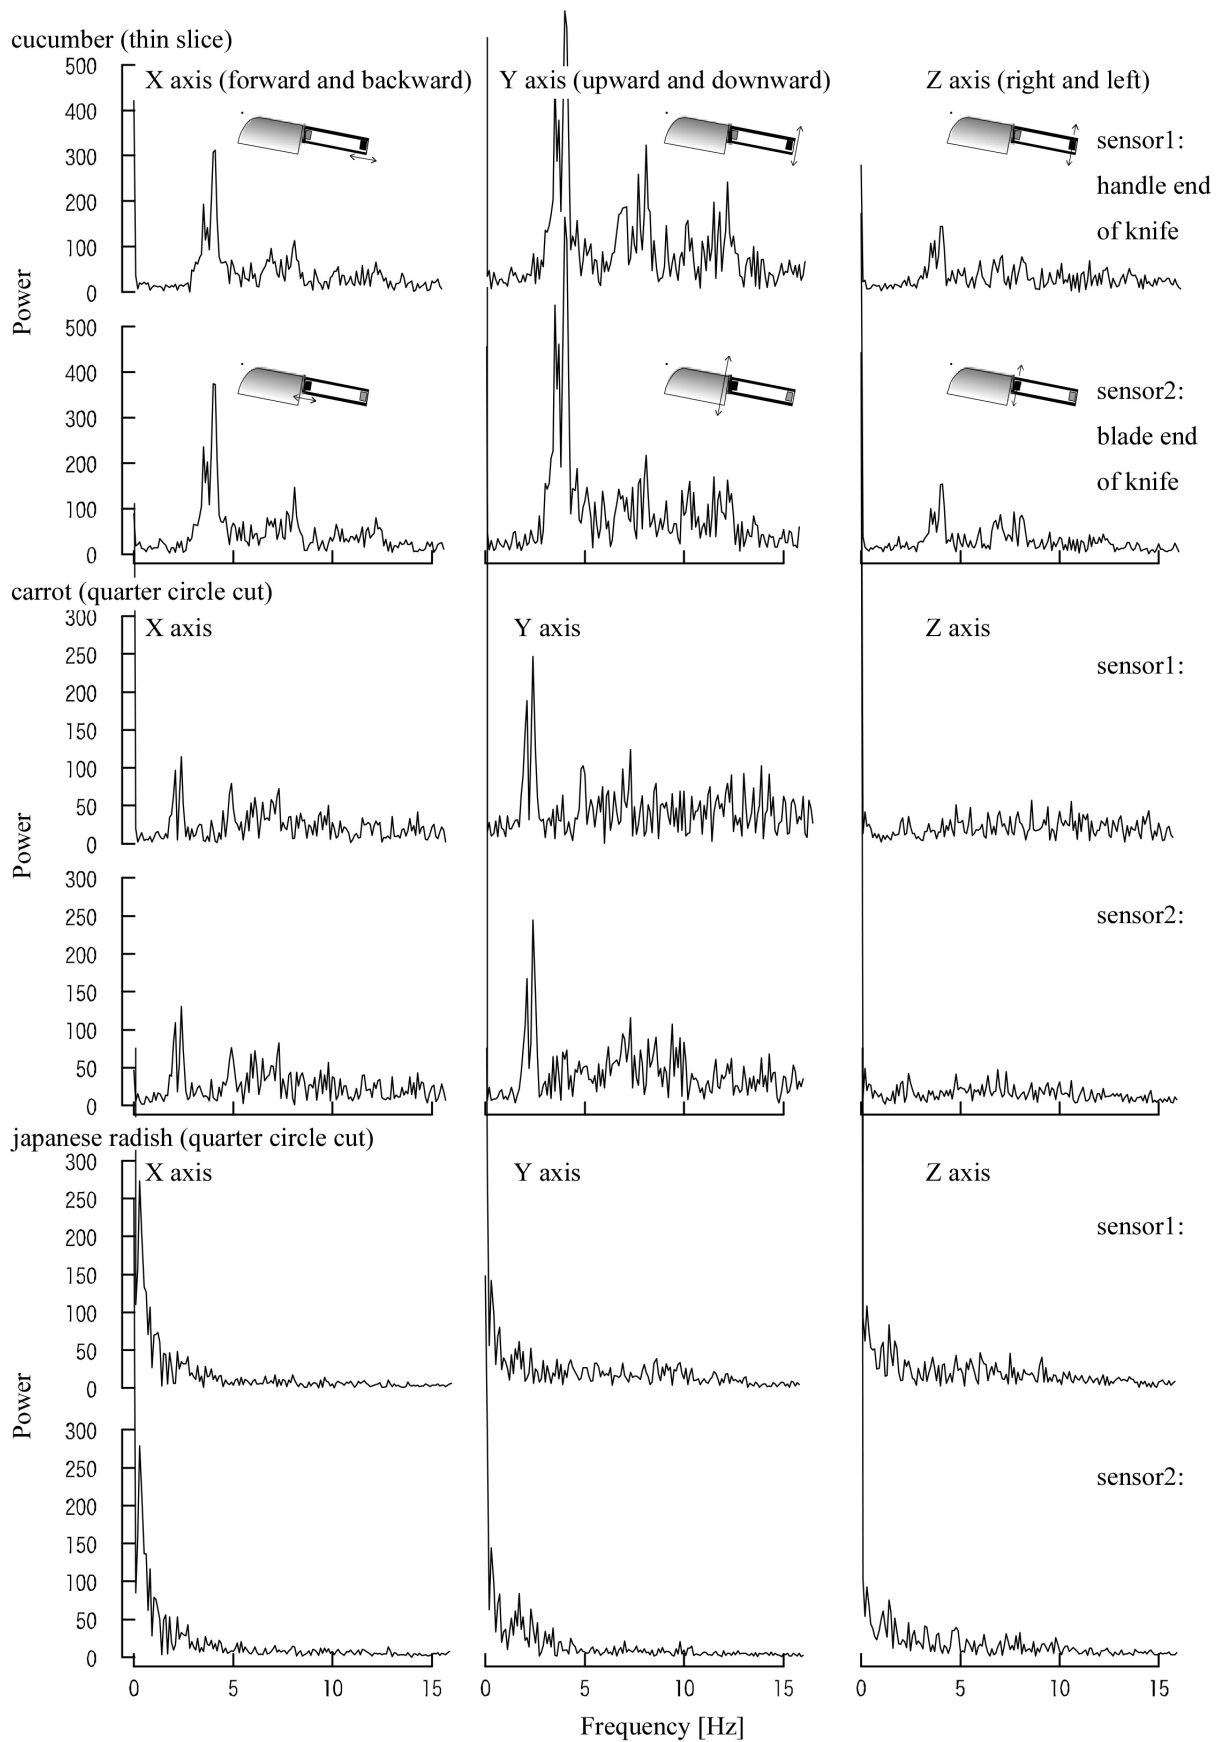 cucumber (thin slice)
X axis (forward and backward)
Y axis (upward and downward)
Z axis (right and left)
500
400
300
200
100
0
sensor1:
handle end
of knife
Power
500
400
300
200
100
0
sensor2:
blade end
of knife
carrot (quarter circle cut)
X axis
Y axis
Z axis
300
250
200
150
100
50
0
sensor1:
Power
300
250
200
150
100
50
0
sensor2:
japanese radish (quarter circle cut)
X axis
Y axis
Z axis
300
250
200
150
100
50
0
sensor1:
Power
300
250
200
150
100
50
0
sensor2:
0 5 10 15
0 5 10 15
0 5 10 15
Frequency [Hz]